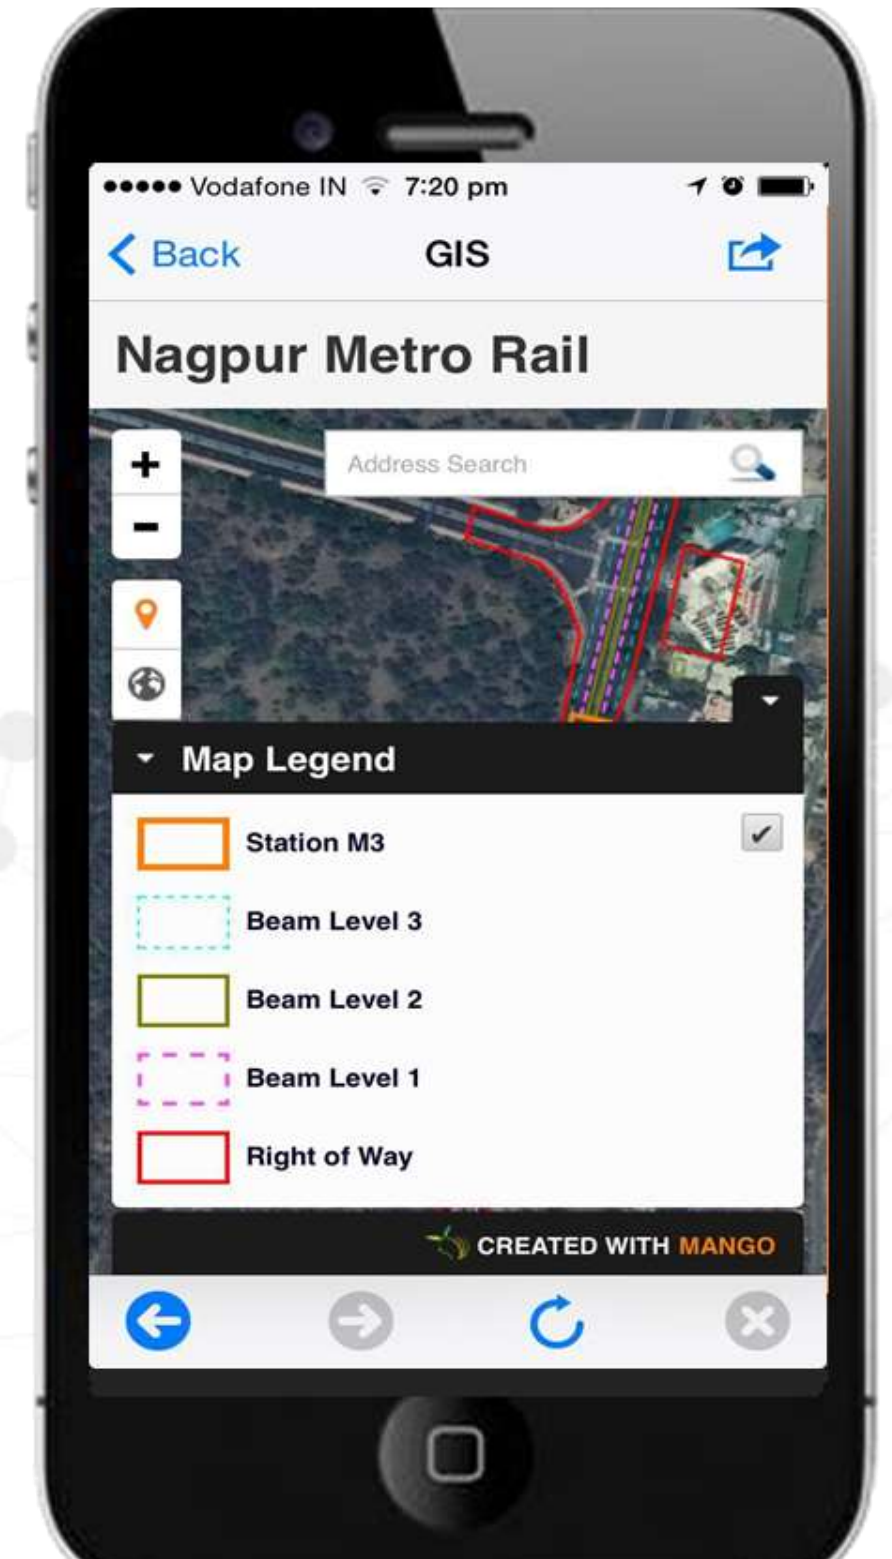 Vodafone IN 7:20 pm
Back GIS
Nagpur Metro Rail
+ Address Search
-
Map Legend
Station M3
Beam Level 3
Beam Level 2
Beam Level 1
Right of Way
CREATED WITH MANGO